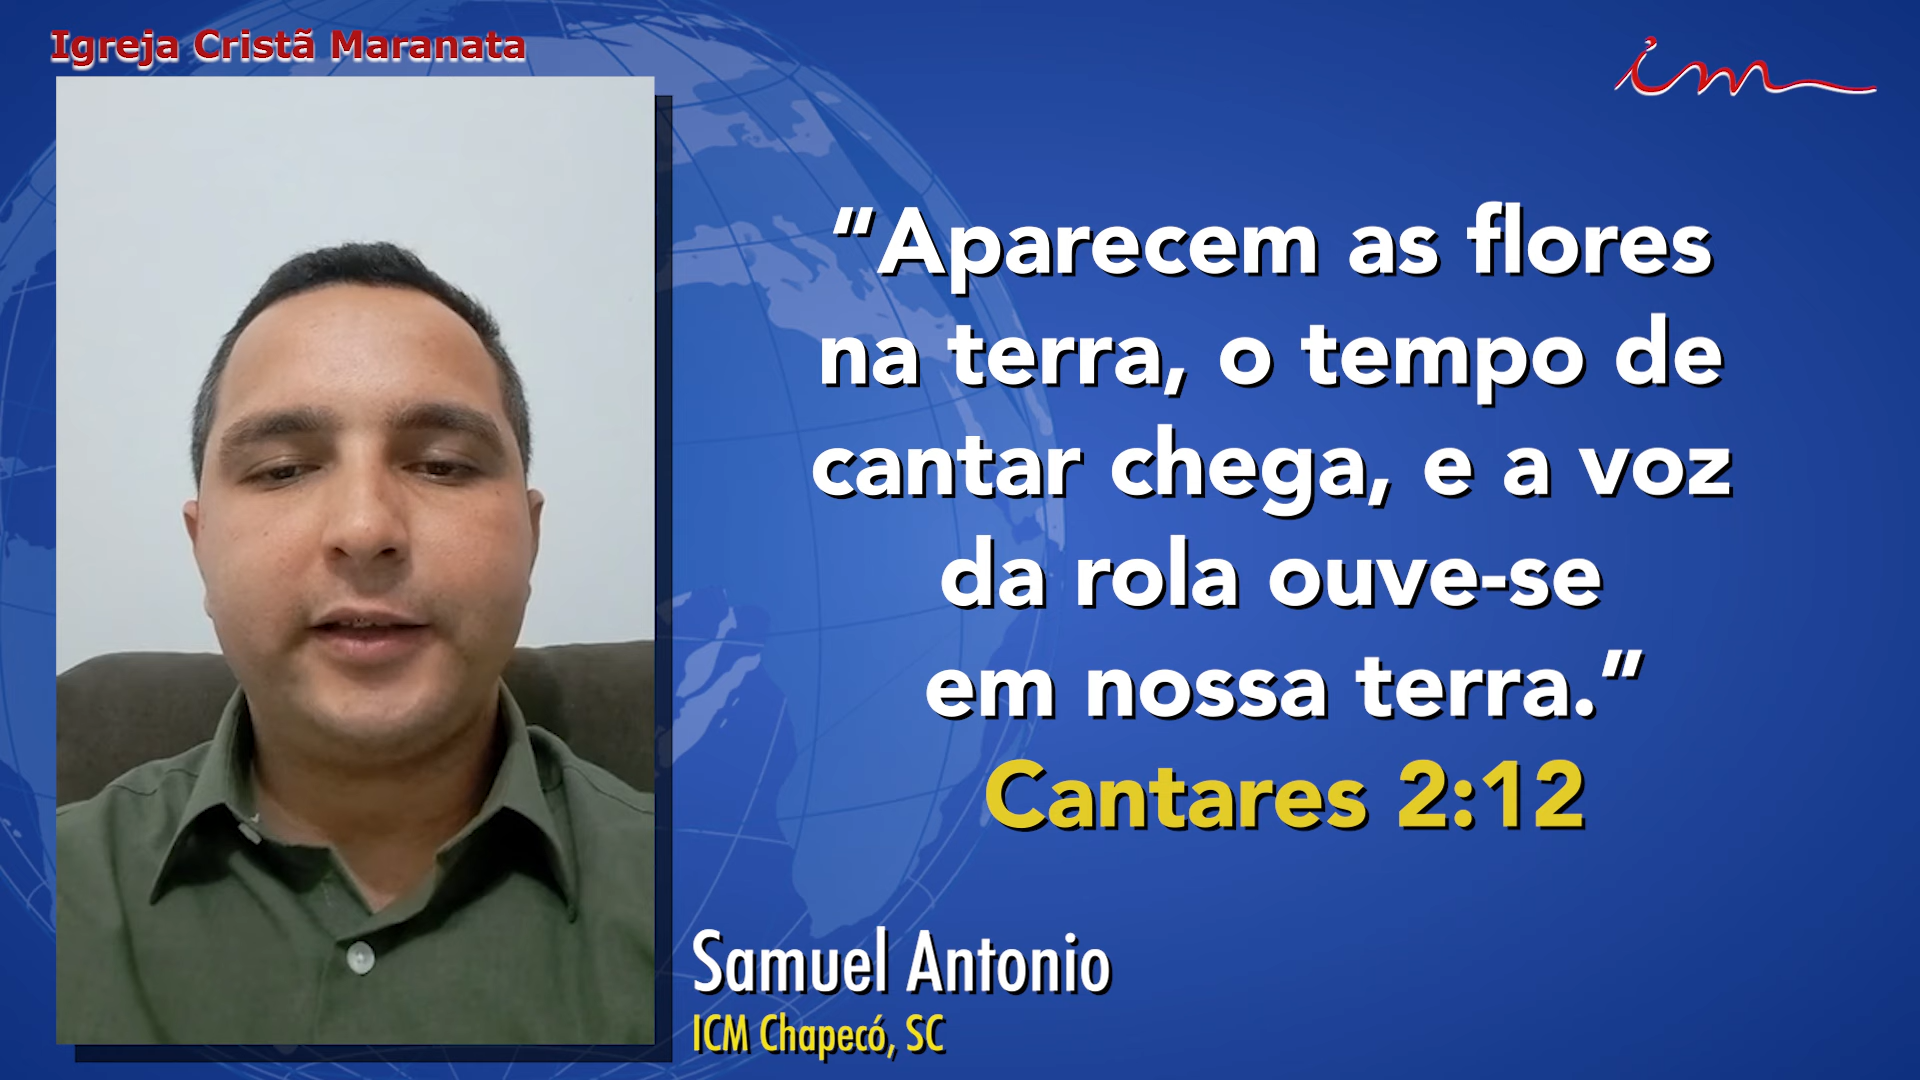 Igreja Cristã Maranata
im
“Aparecem as flores
na terra, o tempo de
cantar chega, e a voz
da rola ouve-se
em nossa terra.”
Cantares 2:12
Samuel Antonio
ICM Chapecó, SC